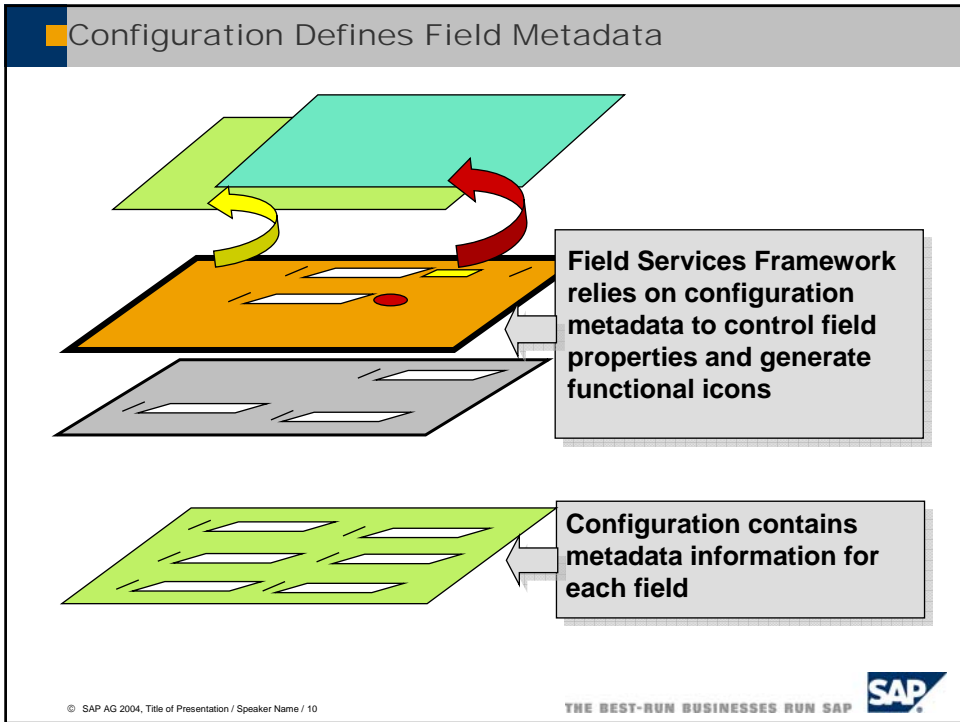 Configuration Defines Field Metadata
Field Services Framework
relies on configuration
metadata to control field
properties and generate
functional icons
Configuration contains
metadata information for
each field
© SAP AG 2004, Title of Presentation / Speaker Name / 10
THE BEST-RUN BUSINESSES RUN SAP
SAP